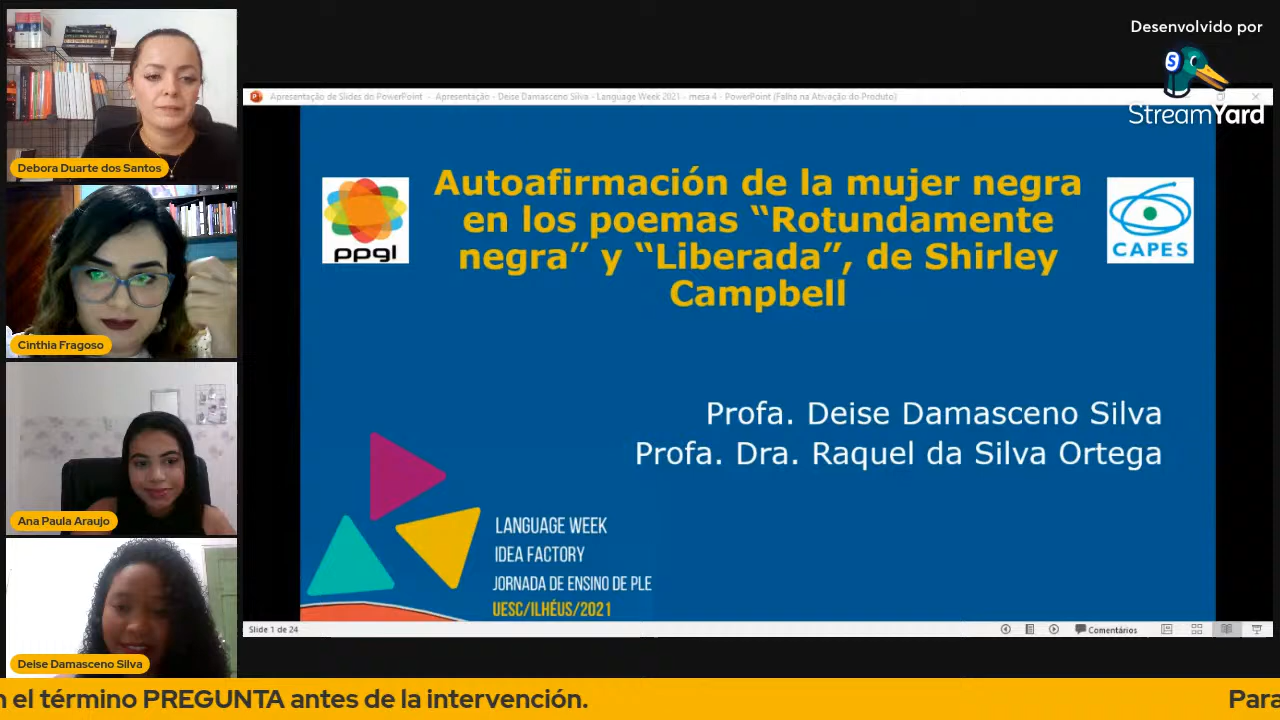 Desenvolvido por
StreamYard
Debora Duarte dos Santos
Cinthia Fragoso
Ana Paula Araujo
Deise Damasceno Silva
Apresentação de Slides do PowerPoint - Apresentação - Deise Damasceno Silva - Language Week 2021 - mesa 4 - PowerPoint (Falha na Ativação do Produto)
Autoafirmación de la mujer negra
en los poemas “Rotundamente
negra” y “Liberada”, de Shirley
Campbell
ppgl
CAPES
Profa. Deise Damasceno Silva
Profa. Dra. Raquel da Silva Ortega
LANGUAGE WEEK
IDEA FACTORY
JORNADA DE ENSINO DE PLE
UESC/ILHÉUS/2021
Slide 1 de 24
Comentários
n el término PREGUNTA antes de la intervención. Para